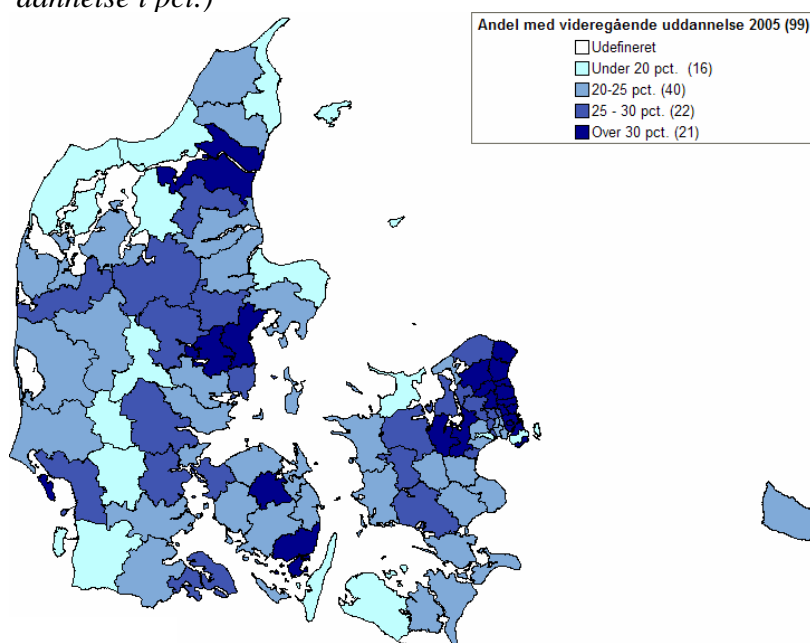 dannelse i pct.)
Andel med videregående uddannelse 2005 (99)
Udefineret
Under 20 pct. (16)
20-25 pct. (40)
25 - 30 pct. (22)
Over 30 pct. (21)